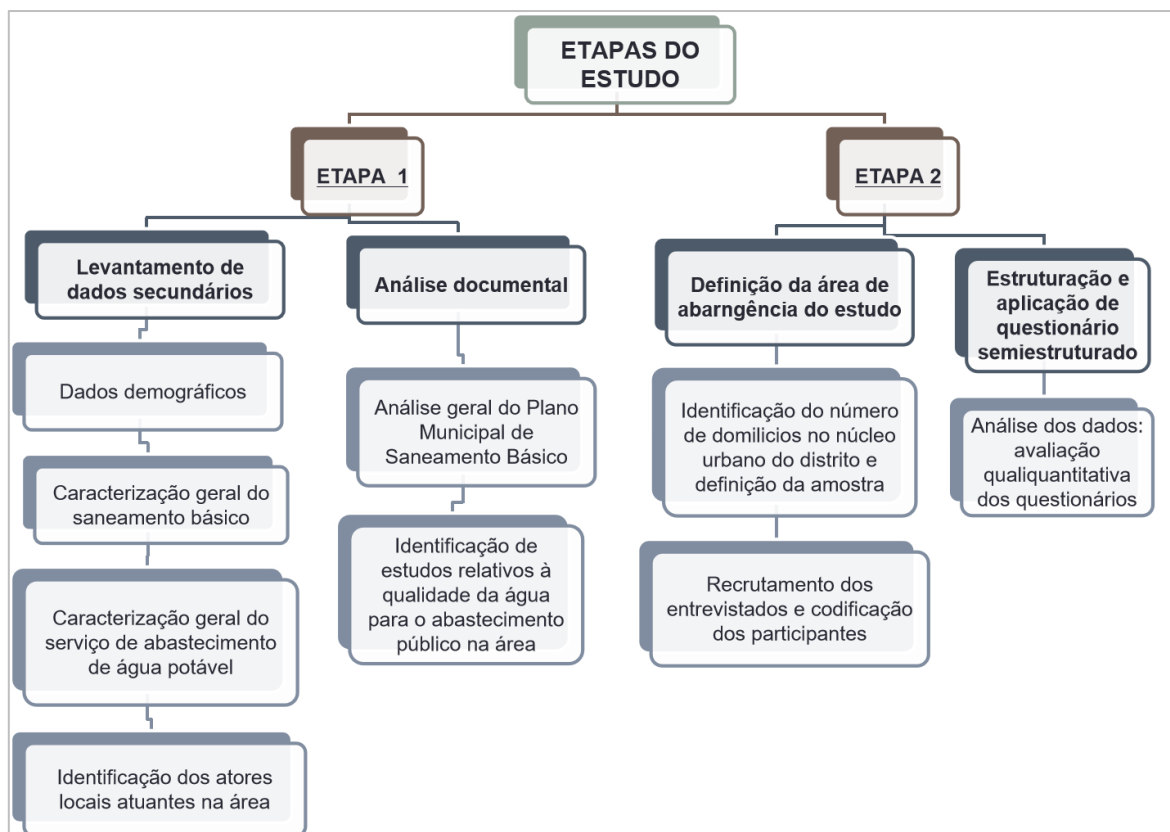 ETAPAS DO
ESTUDO
ETAPA 1
ETAPA 2
Levantamento de
dados secundários
Dados demográficos
Caracterização geral do
saneamento básico
Caracterização geral do
serviço de abastecimento
de água potável
Identificação dos atores
locais atuantes na área
Análise documental
Análise geral do Plano
Municipal de
Saneamento Básico
Identificação de
estudos relativos à
qualidade da água
para o abastecimento
público na área
Definição da área de
abarngência do estudo
Identificação do número
de domilicios no núcleo
urbano do distrito e
definição da amostra
Recrutamento dos
entrevistados e codificação
dos participantes
Estruturação e
aplicação de
questionário
semiestruturado
Análise dos dados:
avaliação
qualiquantitativa
dos questionários